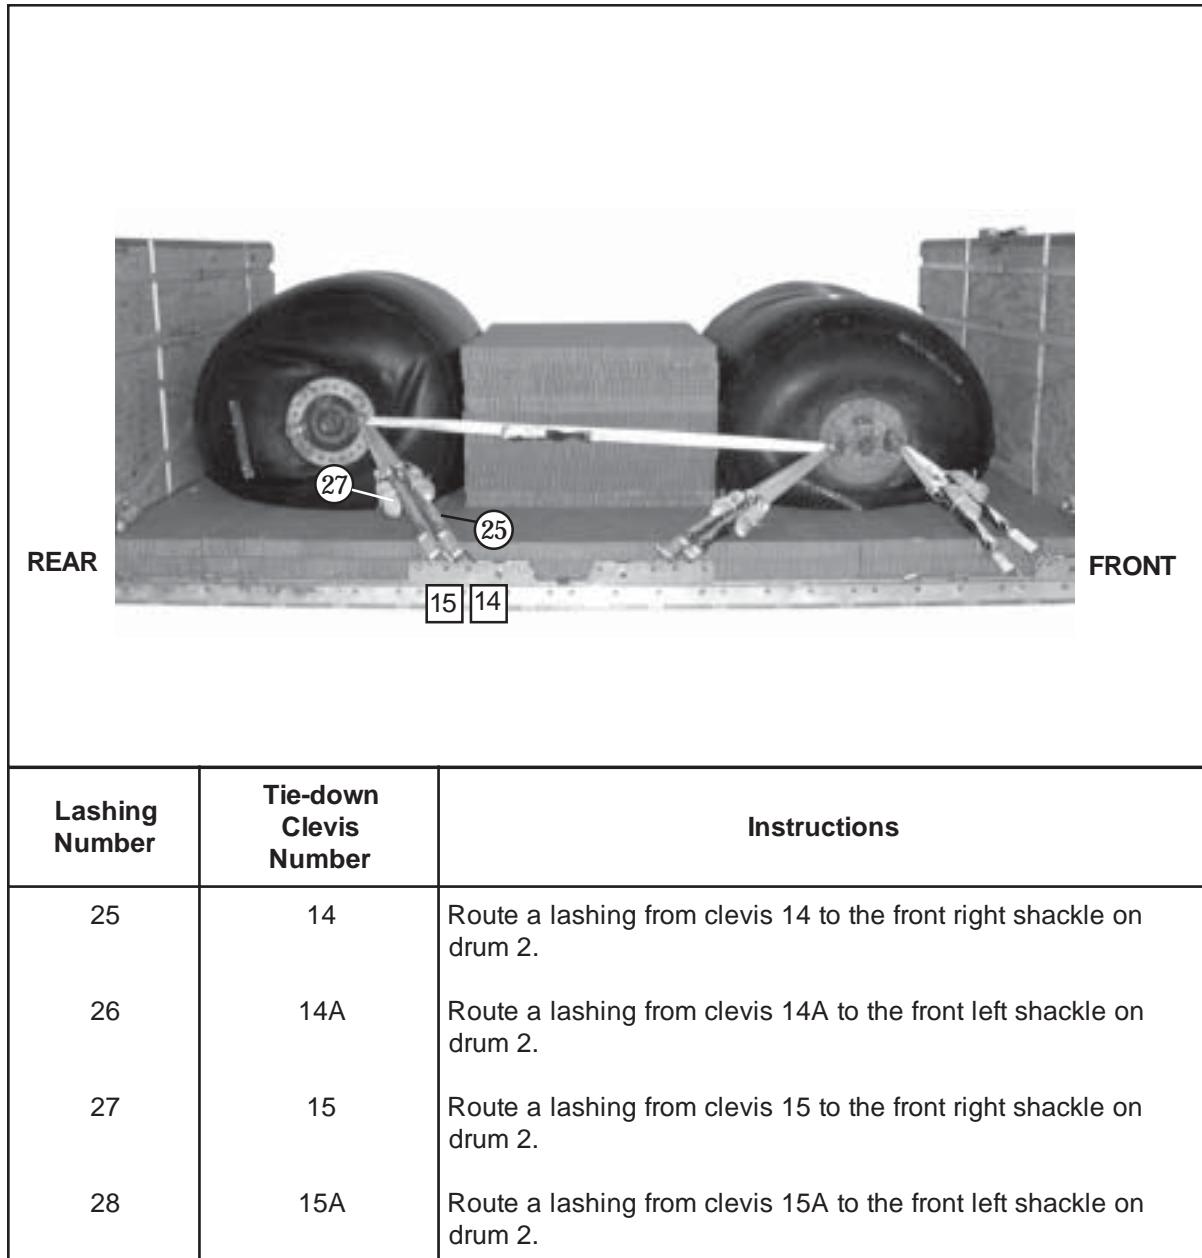 27
25
REAR
FRONT
15 14
Lashing Number
Tie-down Clevis Number
Instructions
25 14 Route a lashing from clevis 14 to the front right shackle on
drum 2.
26 14A Route a lashing from clevis 14A to the front left shackle on
drum 2.
27 15 Route a lashing from clevis 15 to the front right shackle on
drum 2.
28 15A Route a lashing from clevis 15A to the front left shackle on
drum 2.